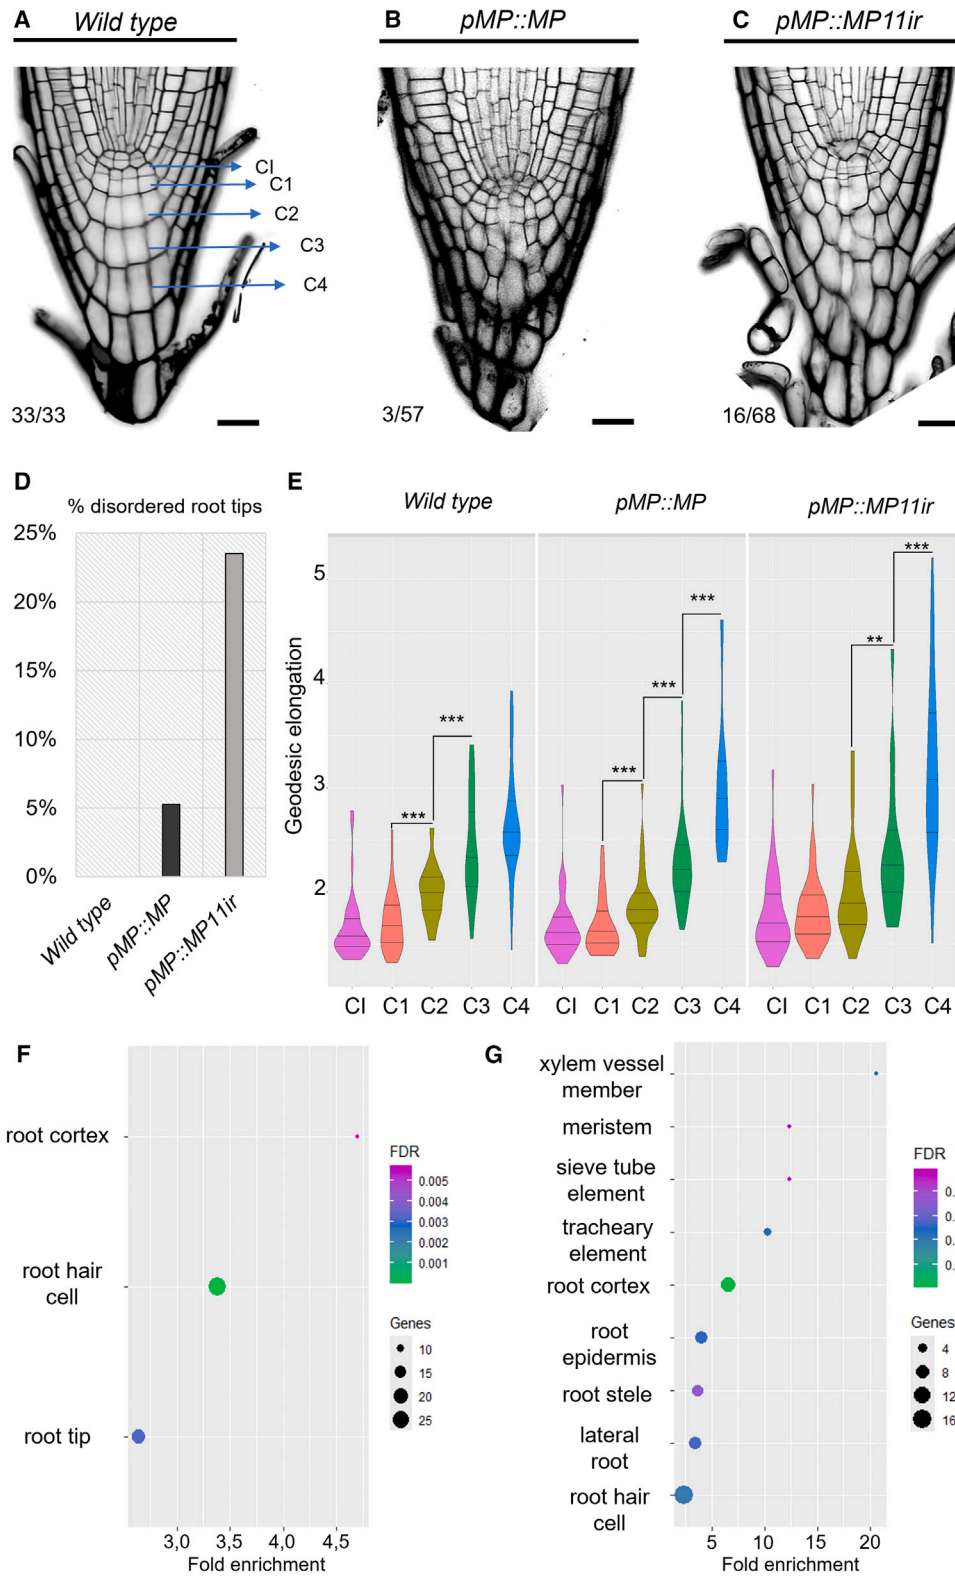 A Wild type
B pMP::MP
C pMP::MP11ir
CI
C1
C2
C3
C4
33/33
3/57
16/68
D
% disordered root tips
25%
20%
15%
10%
5%
0%
Wild type
pMP::MP
pMP::MP11ir
E
Wild type
pMP::MP
pMP::MP11ir
Geodesic elongation
5
4
3
2
***
***
***
***
***
**
***
CI C1 C2 C3 C4
CI C1 C2 C3 C4
CI C1 C2 C3 C4
F
root cortex
root hair
cell
root tip
3,0 3,5 4,0 4,5
Fold enrichment
FDR
0.005
0.004
0.003
0.002
0.001
Genes
10
15
20
25
G
xylem vessel
member
meristem
sieve tube
element
tracheary
element
root cortex
root
epidermis
root stele
lateral
root
root hair
cell
5 10 15 20
Fold enrichment
FDR
0.
0.
0.
0.
Genes
4
8
12
16